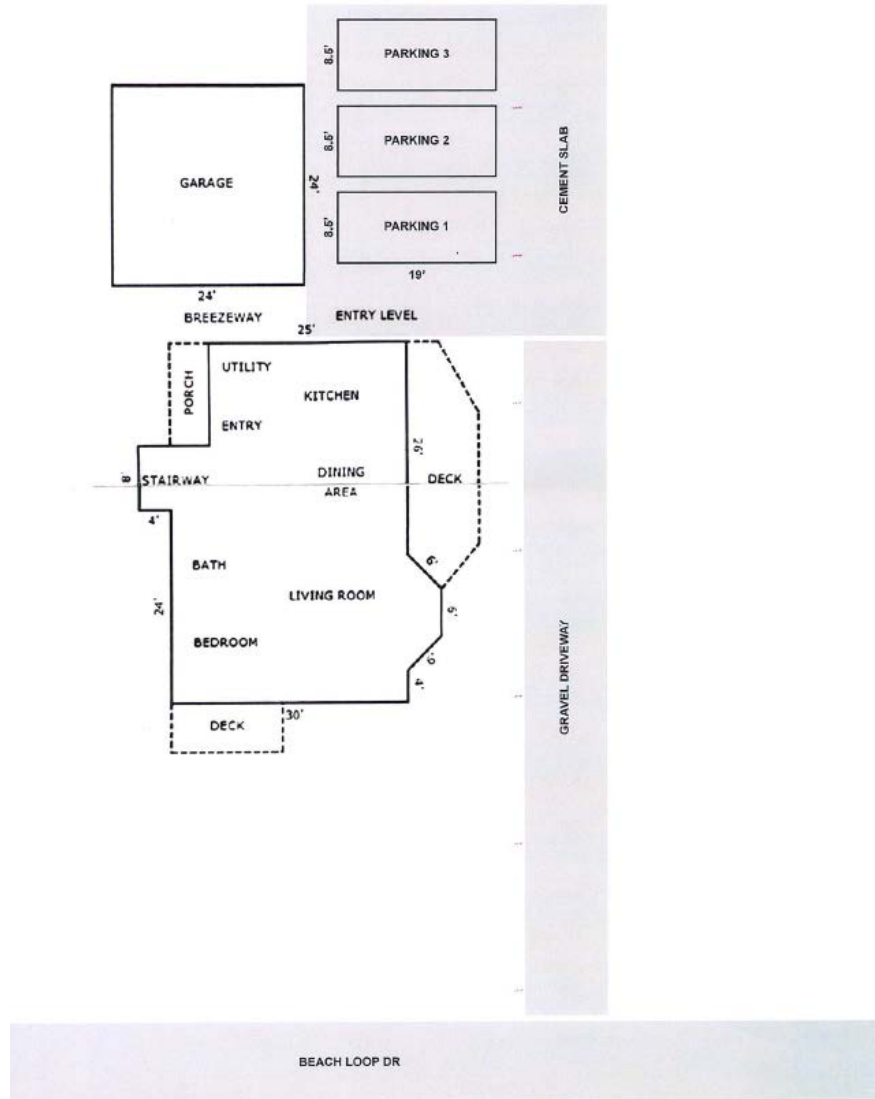 PARKING 3
8.5'
PARKING 2
8.5'
CEMENT SLAB
GARAGE
24'
PARKING 1
8.5'
19'
24'
BREEZEWAY
ENTRY LEVEL
25'
UTILITY
PORCH
KITCHEN
ENTRY
26'
8'
STAIRWAY
DINING
AREA
DECK
4'
BATH
6'
24'
LIVING ROOM
6'
BEDROOM
6'
4'
GRAVEL DRIVEWAY
30'
DECK
BEACH LOOP DR